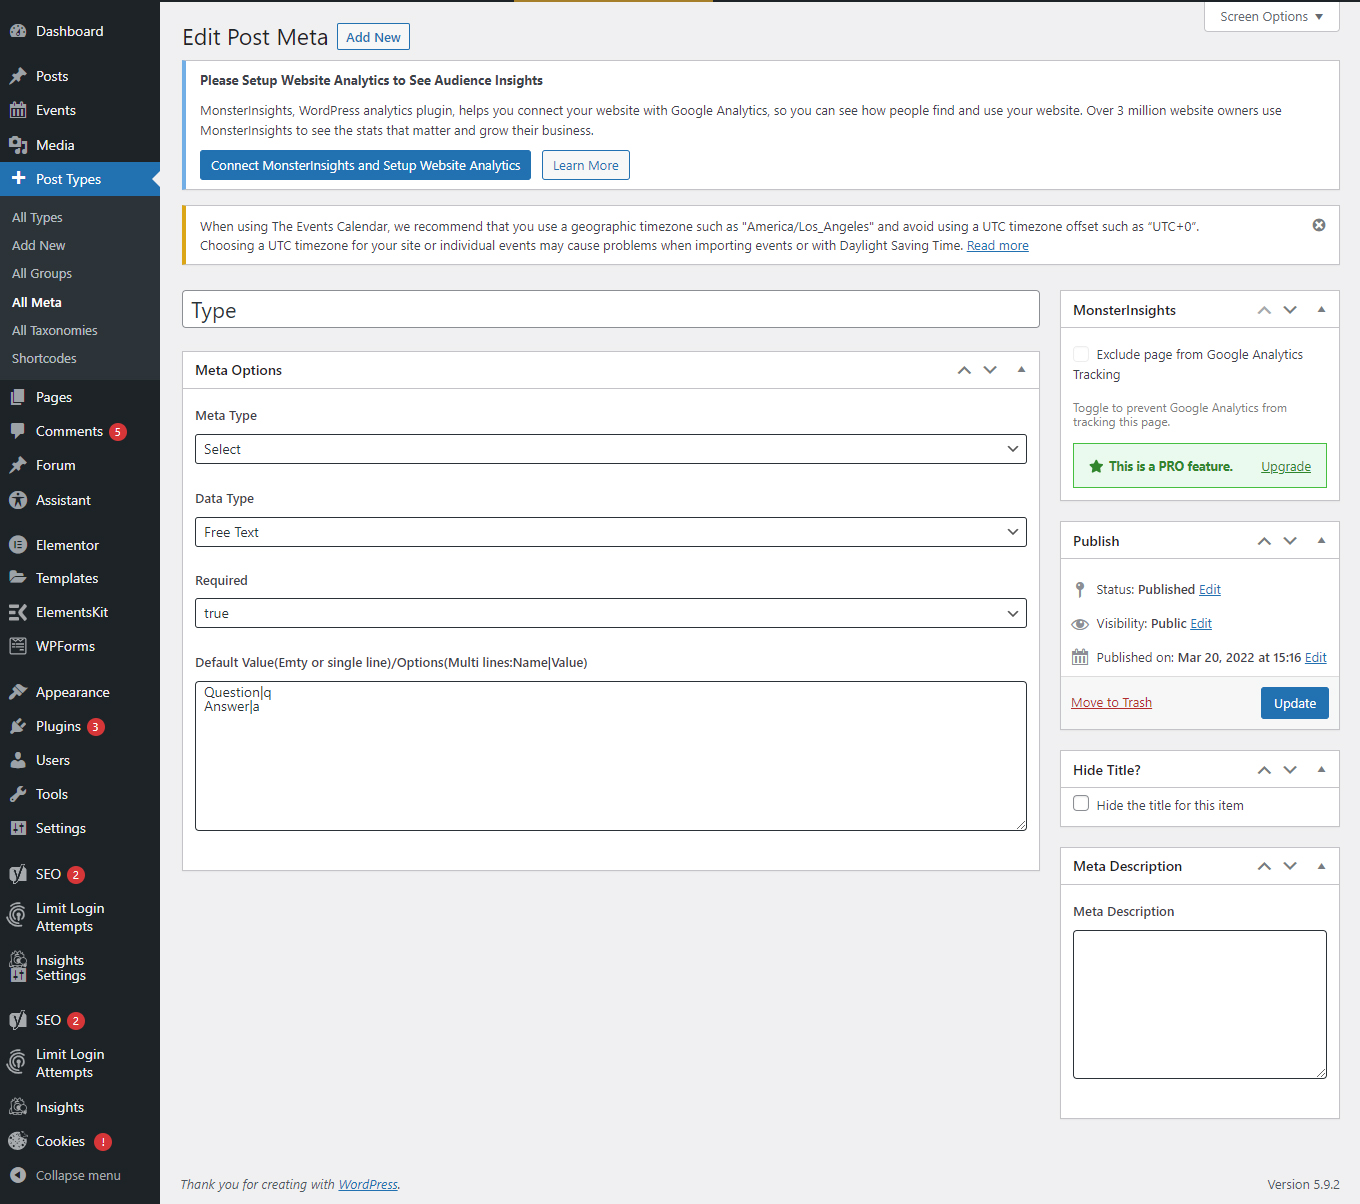 Dashboard
Posts
Events
Media
Post Types
All Types
Add New
All Groups
All Meta
All Taxonomies
Shortcodes
Pages
Comments 5
Forum
Assistant
Elementor
Templates
ElementsKit
WPForms
Appearance
Plugins 3
Users
Tools
Settings
SEO 2
Limit Login
Attempts
Insights
Settings
SEO 2
Limit Login
Attempts
Insights
Cookies !
Collapse menu
Screen Options
Edit Post Meta Add New
Please Setup Website Analytics to See Audience Insights
MonsterInsights, WordPress analytics plugin, helps you connect your website with Google Analytics, so you can see how people find and use your website. Over 3 million website owners use
MonsterInsights to see the stats that matter and grow their business.
Connect MonsterInsights and Setup Website Analytics Learn More
When using The Events Calendar, we recommend that you use a geographic timezone such as "America/Los_Angeles" and avoid using a UTC timezone offset such as “UTC+0”.
Choosing a UTC timezone for your site or individual events may cause problems when importing events or with Daylight Saving Time. Read more
Type
Meta Options
Meta Type
Select
Data Type
Free Text
Required
true
Default Value(Emty or single line)/Options(Multi lines:Name|Value)
Question|q
Answer|a
MonsterInsights
Exclude page from Google Analytics
Tracking
Toggle to prevent Google Analytics from
tracking this page.
This is a PRO feature. Upgrade
Publish
Status: Published Edit
Visibility: Public Edit
Published on: Mar 20, 2022 at 15:16 Edit
Move to Trash Update
Hide Title?
Hide the title for this item
Meta Description
Meta Description
Thank you for creating with WordPress.
Version 5.9.2